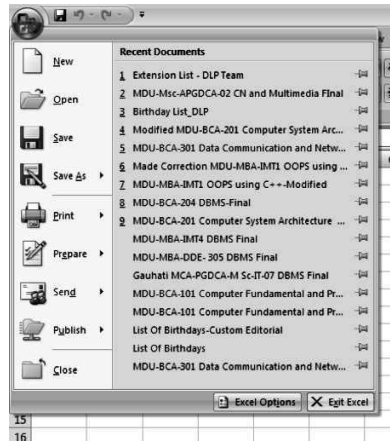 New
Open
Save
Save As
Print
Prepare
Send
Publish
Close
Recent Documents
1 Extension List - DLP Team
2 MDU-Msc-APGDCA-02 CN and Multimedia FInal
3 Birthday List_DLP
4 Modified MDU-BCA-201 Computer System Arc...
5 MDU-BCA-301 Data Communication and Netw...
6 Made Correction MDU-MBA-IMT1 OOPS using ...
7 MDU-MBA-IMT1 OOPS using C++-Modified
8 MDU-BCA-204 DBMS-Final
9 MDU-BCA-201 Computer System Architecture ...
MDU-MBA-IMT4 DBMS Final
MDU-MBA-DDE- 305 DBMS Final
Gauhati MCA-PGDCA-M Sc-IT-07 DBMS Final
MDU-BCA-101 Computer Fundamental and Pr...
MDU-BCA-101 Computer Fundamental and Pr...
List Of Birthdays-Custom Editorial
List Of Birthdays
MDU-BCA-301 Data Communication and Netw...
Excel Options
Exit Excel
15
16